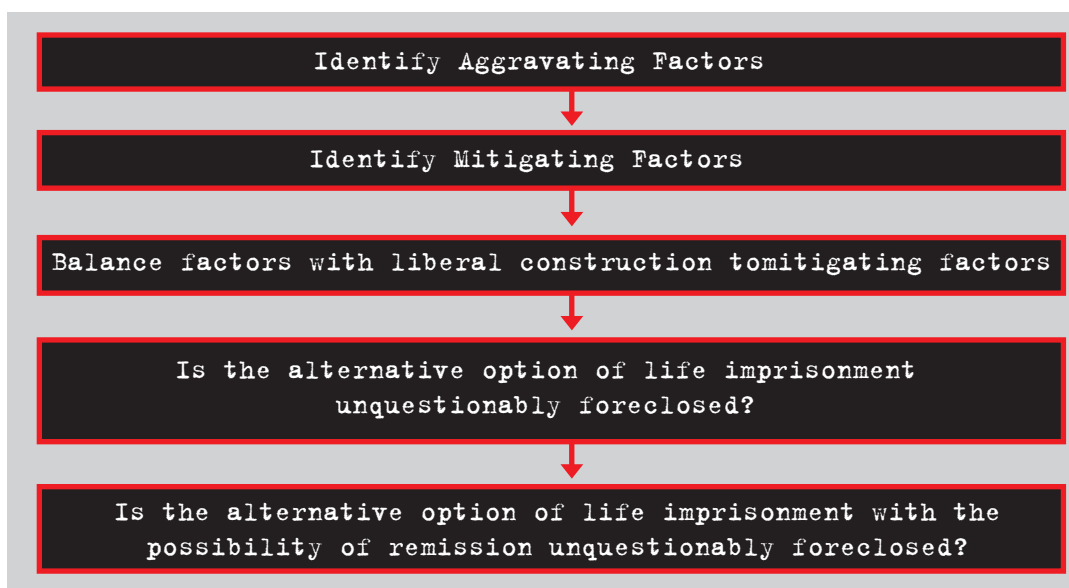 Identify Aggravating Factors
Identify Mitigating Factors
Balance factors with liberal construction tomitigating factors
Is the alternative option of life imprisonment
unquestionably foreclosed?
Is the alternative option of life imprisonment with the
possibility of remission unquestionably foreclosed?